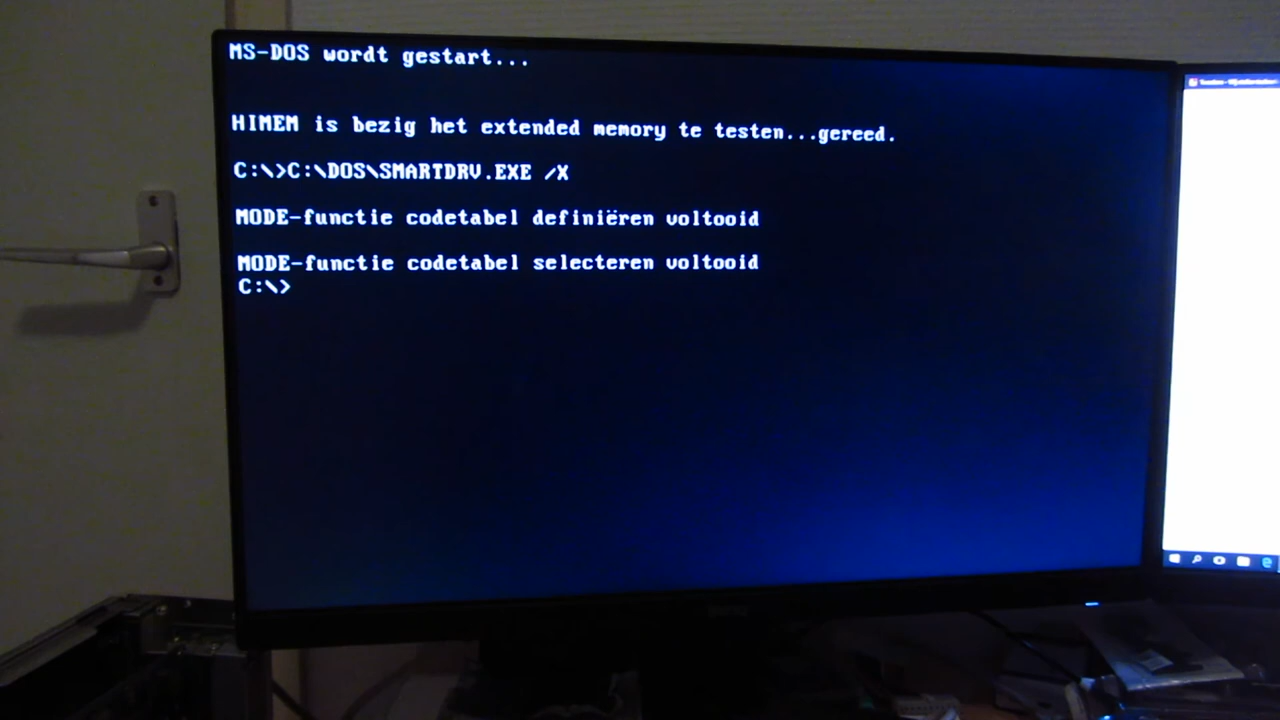 MS-DOS wordt gestart...
HIMEM is bezig het extended memory te testen...gereed.
C:\>C:\DOS\SMARTDRV.EXE /X
MODE-functie codetabel definiëren voltooid
MODE-functie codetabel selecteren voltooid
C:\>